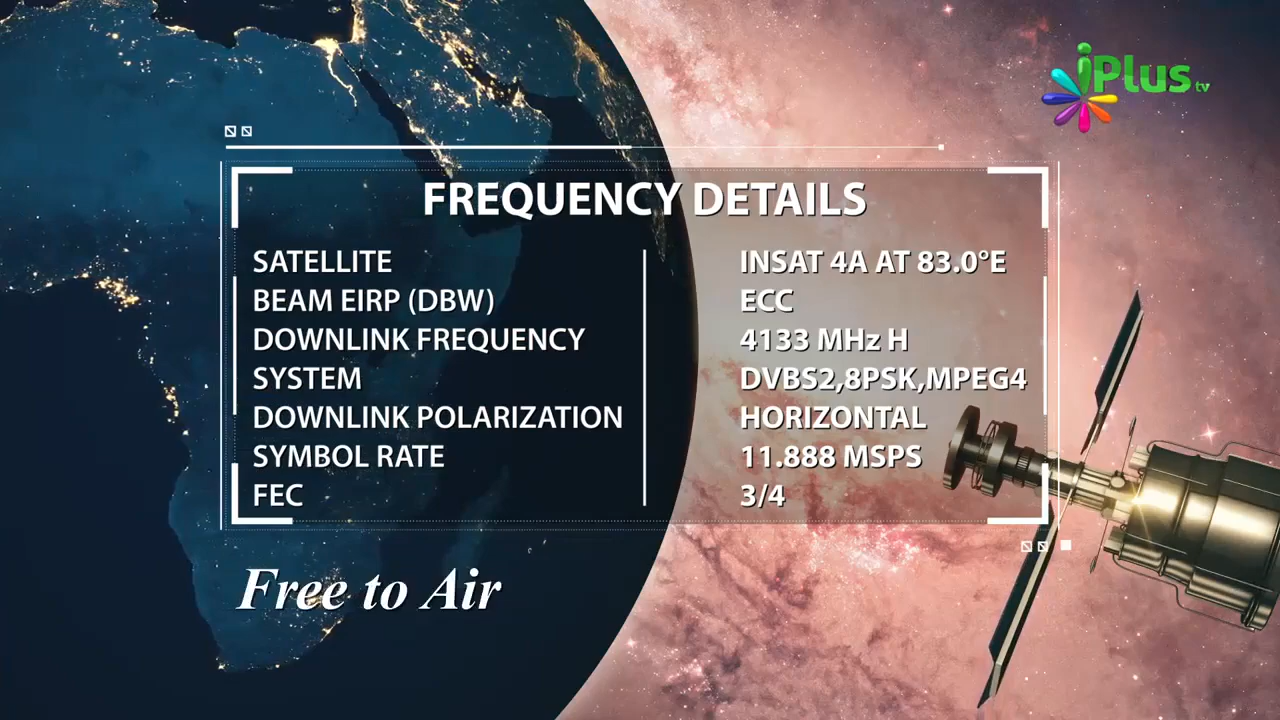 iPlus tv
FREQUENCY DETAILS
SATELLITE INSAT 4A AT 83.0°E
BEAM EIRP (DBW) ECC
DOWNLINK FREQUENCY 4133 MHz H
SYSTEM DVBS2,8PSK,MPEG4
DOWNLINK POLARIZATION HORIZONTAL
SYMBOL RATE 11.888 MSPS
FEC 3/4
Free to Air